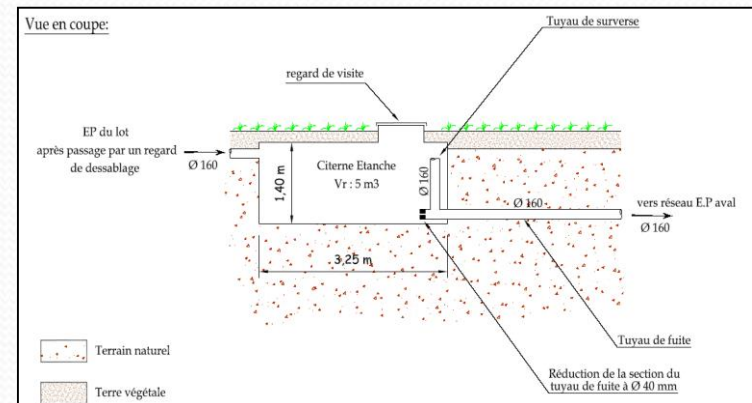 Vue en coupe:
Tuyau de surverse
regard de visite
EP du lot
après passage par un regard
de dessablage
Ø 160
Citerne Etanche
Vr : 5 m3
1,40 m
Ø 160
Ø 160
vers réseau E.P aval
Ø 160
3,25 m
Tuyau de fuite
Terrain naturel
Réduction de la section du
tuyau de fuite à Ø 40 mm
Terre végétale